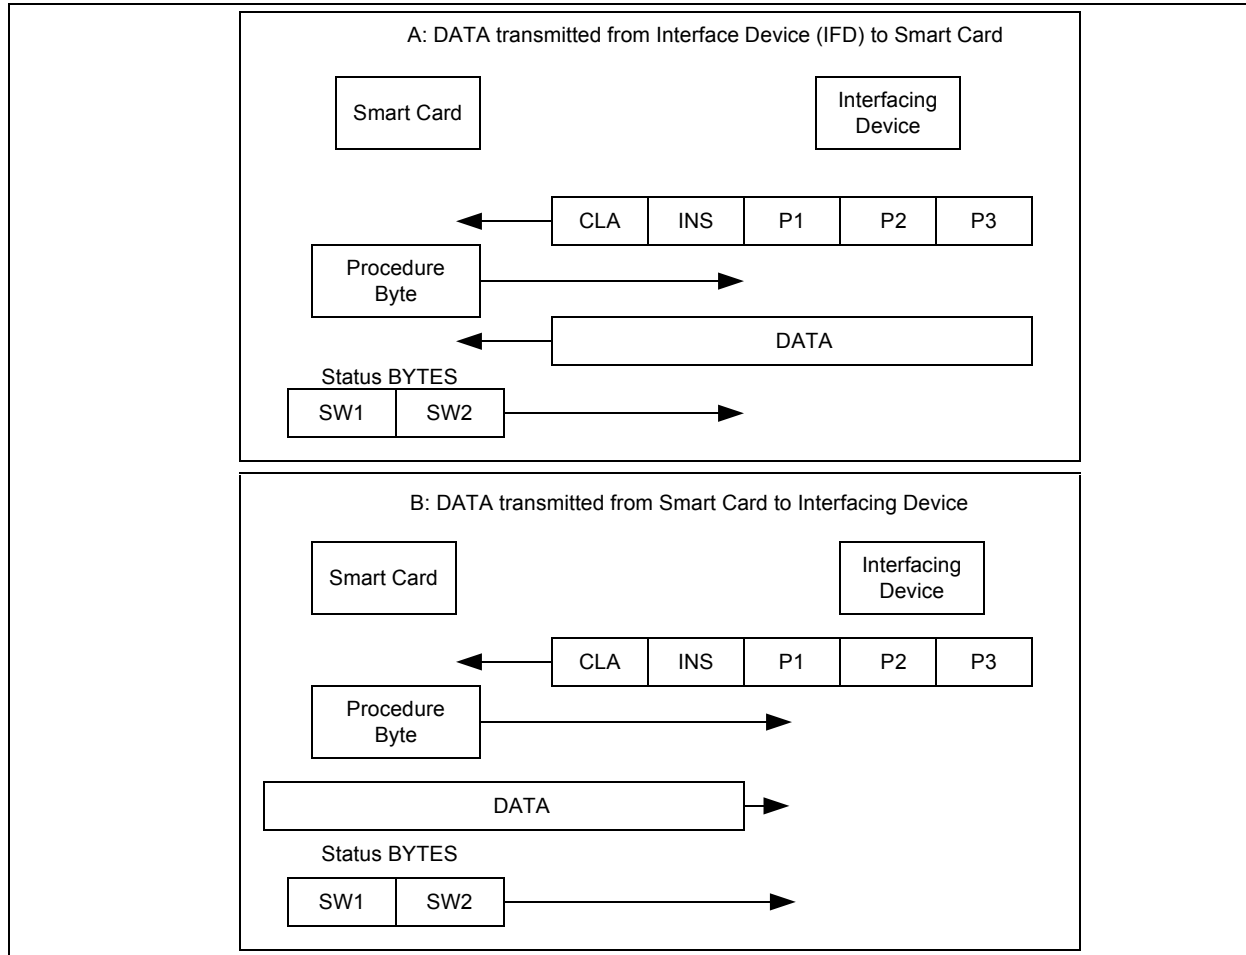 A: DATA transmitted from Interface Device (IFD) to Smart Card
Smart Card
Interfacing
Device
CLA INS P1 P2 P3
Procedure
Byte
DATA
Status BYTES
SW1 SW2
B: DATA transmitted from Smart Card to Interfacing Device
Smart Card
Interfacing
Device
CLA INS P1 P2 P3
Procedure
Byte
DATA
Status BYTES
SW1 SW2